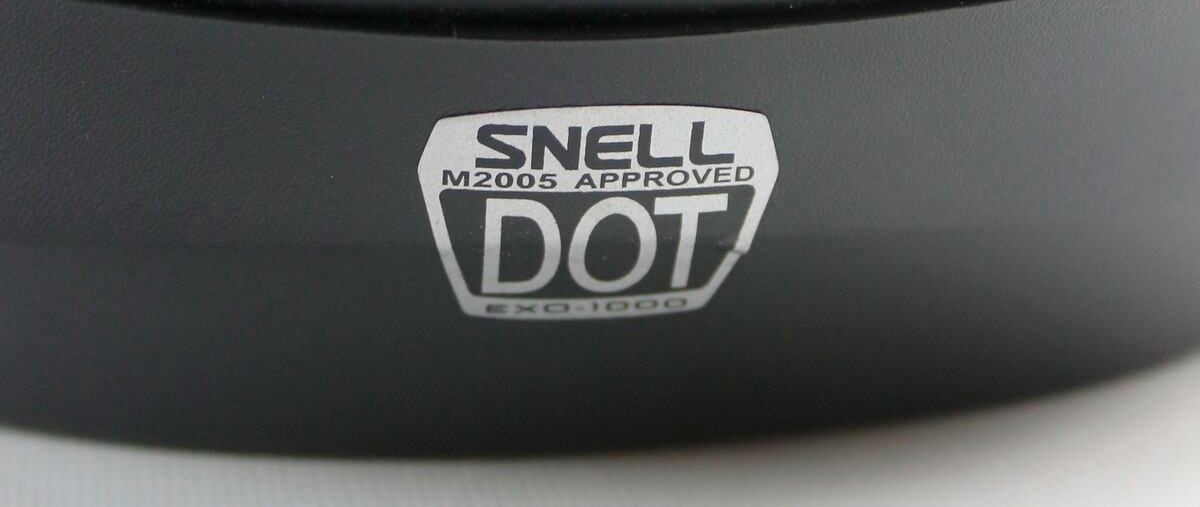 SNELL
M2005 APPROVED
DOT
EXO-1000